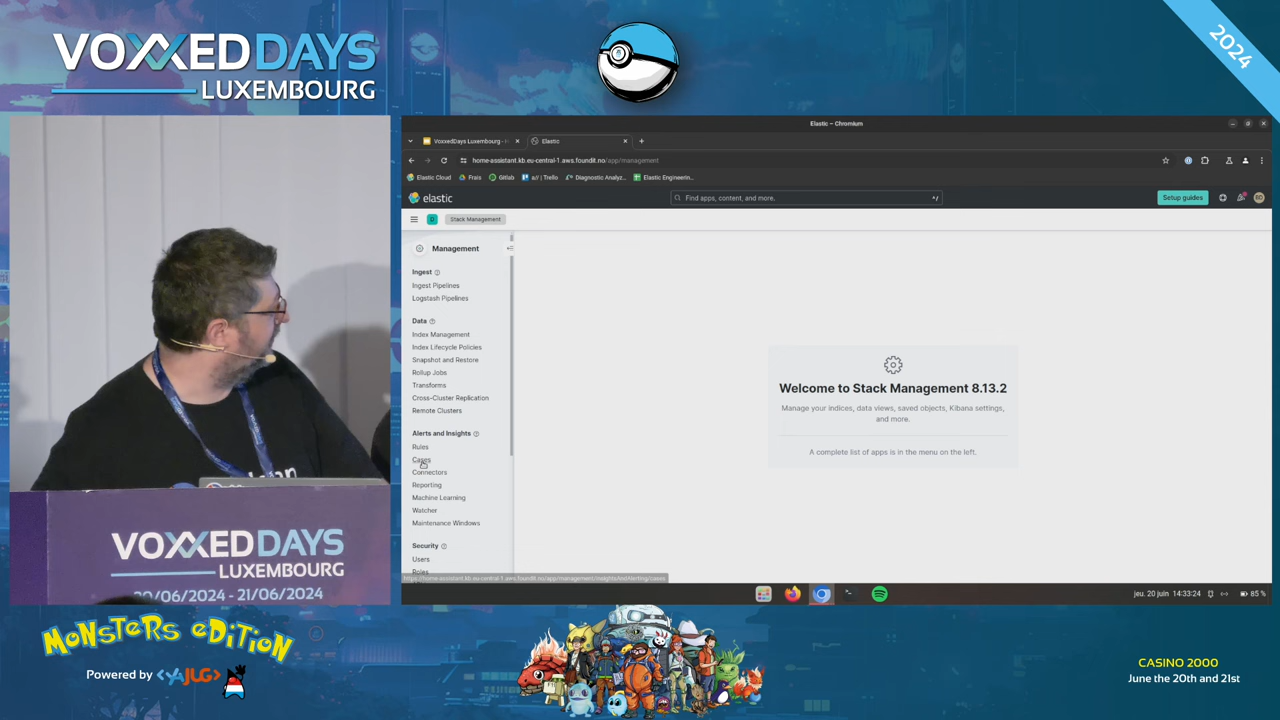 VOXXED DAYS
LUXEMBOURG
2024
Elastic – Chromium
VoxxedDays Luxembourg -
Elastic
home-assistant.kb.eu-central-1.aws.foundit.no/app/management
Elastic Cloud
Frais
Gitlab
a// | Trello
Diagnostic Analyz...
Elastic Engineerin...
elastic
Find apps, content, and more.
Setup guides
D
Stack Management
Management
Ingest
Ingest Pipelines
Logstash Pipelines
Data
Index Management
Index Lifecycle Policies
Snapshot and Restore
Rollup Jobs
Transforms
Cross-Cluster Replication
Remote Clusters
Alerts and Insights
Rules
Cases
Connectors
Reporting
Machine Learning
Watcher
Maintenance Windows
Security
Users
Roles
Welcome to Stack Management 8.13.2
Manage your indices, data views, saved objects, Kibana settings,
and more.
A complete list of apps is in the menu on the left.
jeu. 20 juin 14:33:24
85 %
VOXXED DAYS
LUXEMBOURG
20/06/2024 - 21/06/2024
MONSTERS EDITION
Powered by <YAJUG>
CASINO 2000
June the 20th and 21st